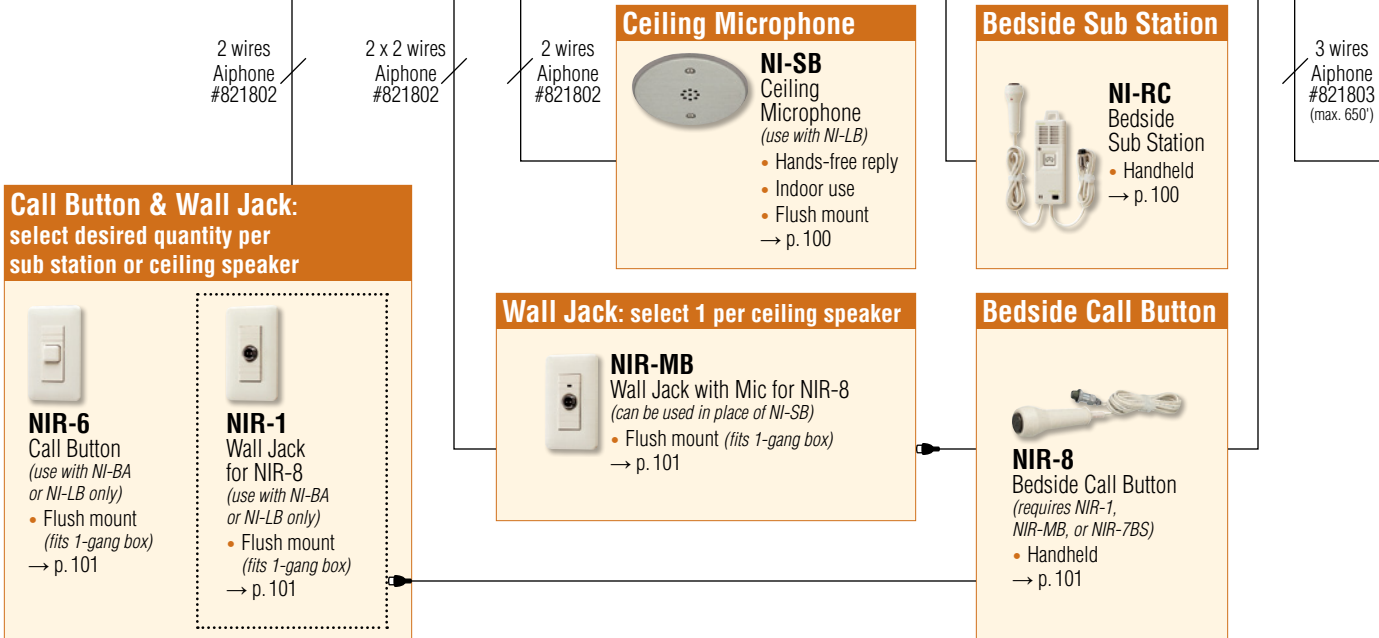 2 wires
Aiphone
#821802
2 x 2 wires
Aiphone
#821802
2 wires
Aiphone
#821802
Ceiling Microphone
NI-SB
Ceiling
Microphone
(use with NI-LB)
• Hands-free reply
• Indoor use
• Flush mount
→ p. 100
Bedside Sub Station
NI-RC
Bedside
Sub Station
• Handheld
→ p. 100
3 wires
Aiphone
#821803
(max. 650')
Call Button & Wall Jack:
select desired quantity per
sub station or ceiling speaker
NIR-6
Call Button
(use with NI-BA
or NI-LB only)
• Flush mount
(fits 1-gang box)
→ p. 101
NIR-1
Wall Jack
for NIR-8
(use with NI-BA
or NI-LB only)
• Flush mount
(fits 1-gang box)
→ p. 101
Wall Jack: select 1 per ceiling speaker
NIR-MB
Wall Jack with Mic for NIR-8
(can be used in place of NI-SB)
• Flush mount (fits 1-gang box)
→ p. 101
Bedside Call Button
NIR-8
Bedside Call Button
(requires NIR-1,
NIR-MB, or NIR-7BS)
• Handheld
→ p. 101